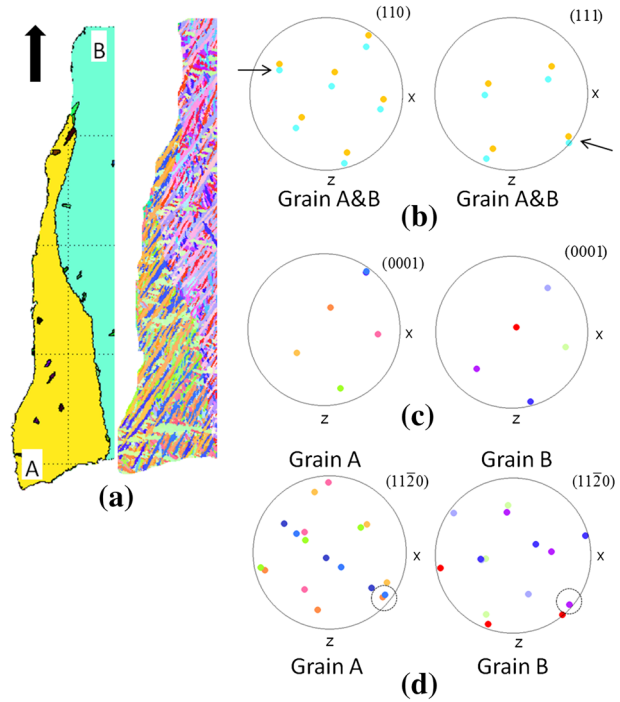 B
A
(a)
(110)
(111)
X
X
Z
Z
Grain A&B
Grain A&B
(b)
(0001)
(0001)
X
X
Z
Z
(c)
Grain A
Grain B
(112̄0)
(112̄0)
X
X
Z
Z
Grain A
Grain B
(d)